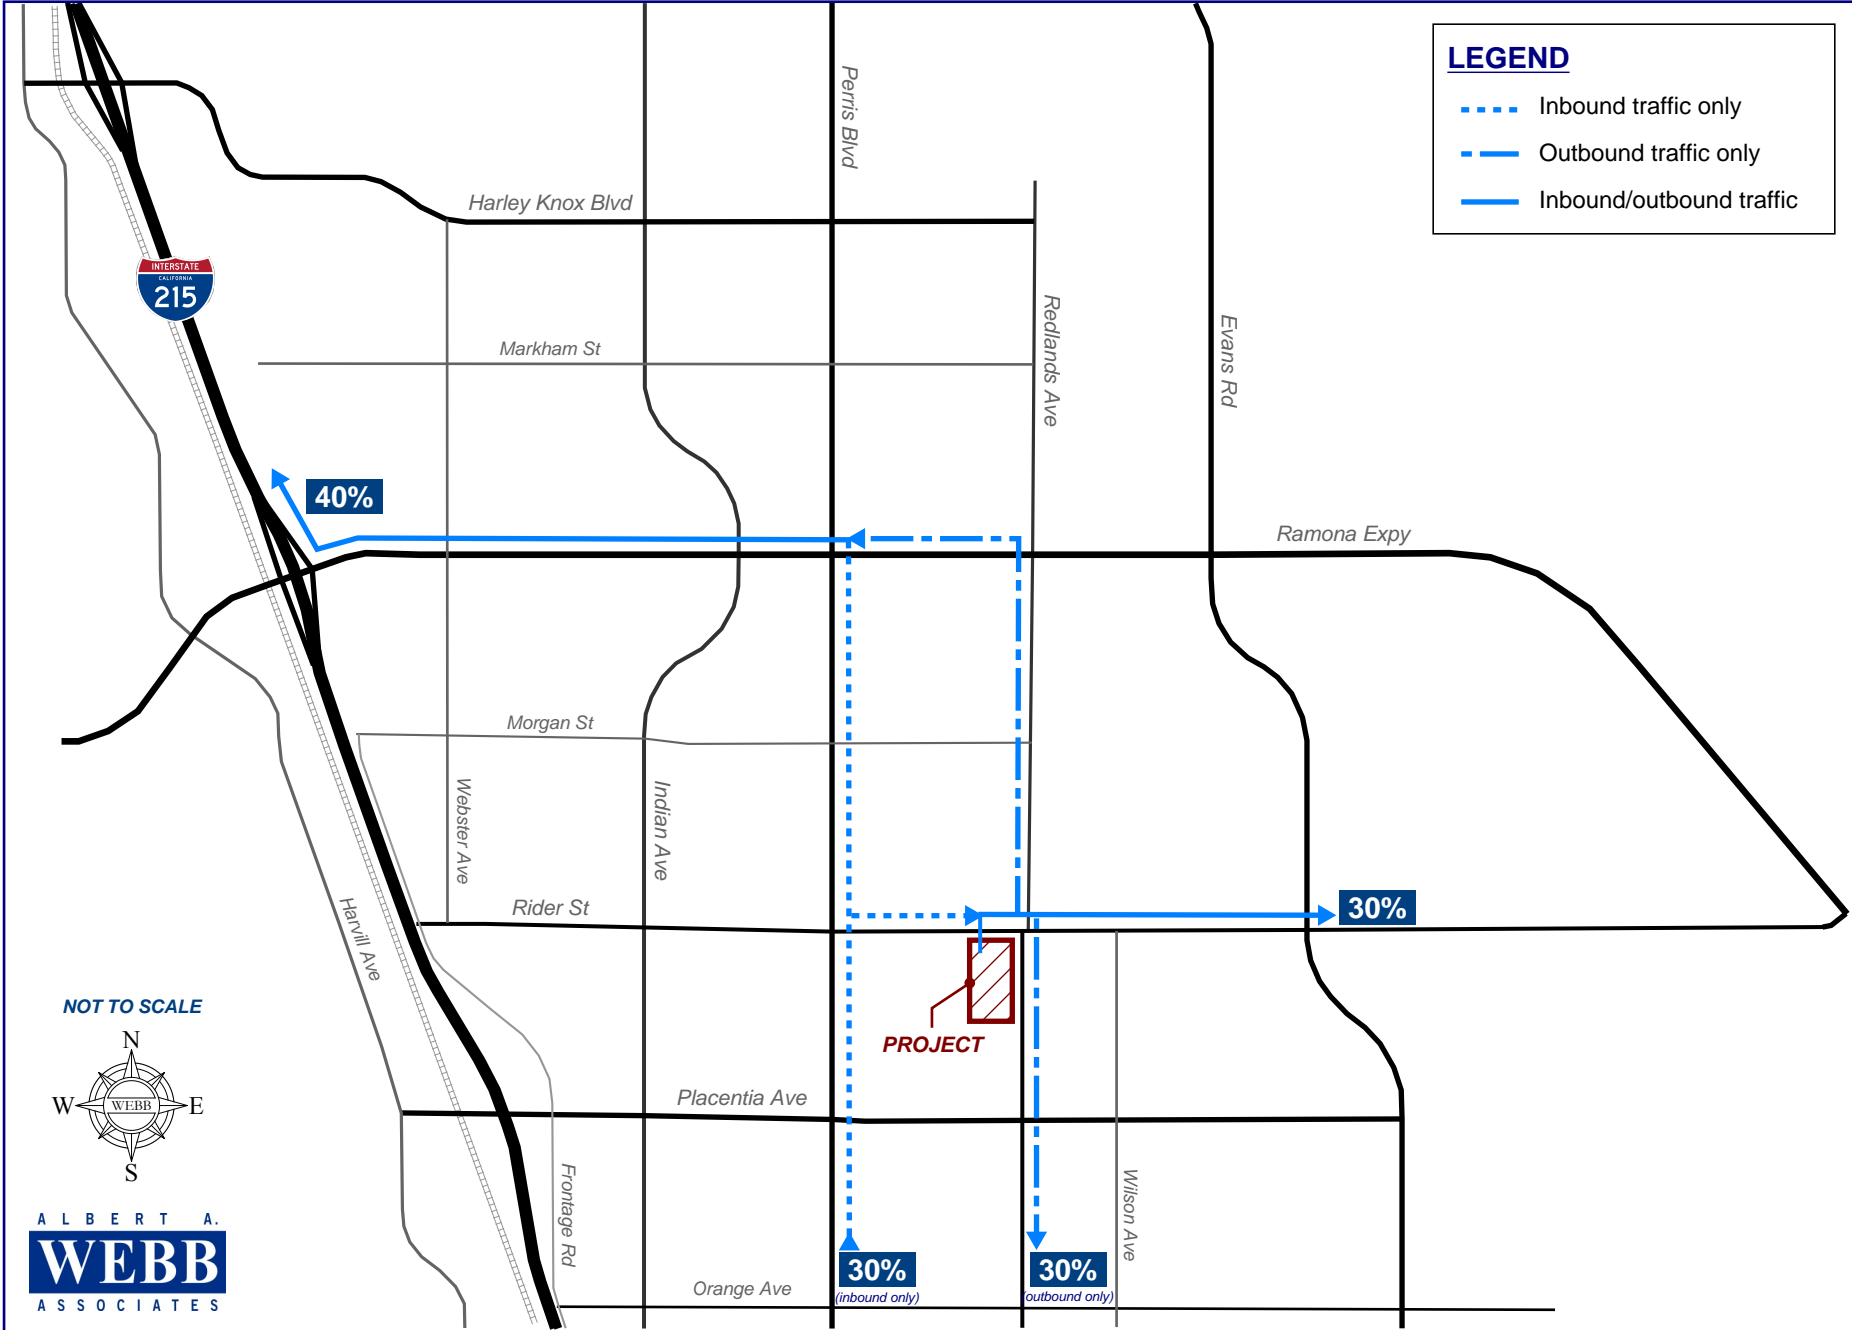 LEGEND
Inbound traffic only
Outbound traffic only
Inbound/outbound traffic
Perris Blvd
Harley Knox Blvd
INTERSTATE
CALIFORNIA
215
Redlands Ave
Evans Rd
Markham St
40%
Ramona Expy
Morgan St
Webster Ave
Indian Ave
Rider St
30%
Harvill Ave
NOT TO SCALE
N
W
WEBB
E
S
PROJECT
Placentia Ave
Frontage Rd
Wilson Ave
ALBERT A.
WEBB
ASSOCIATES
30%
(inbound only)
30%
(outbound only)
Orange Ave